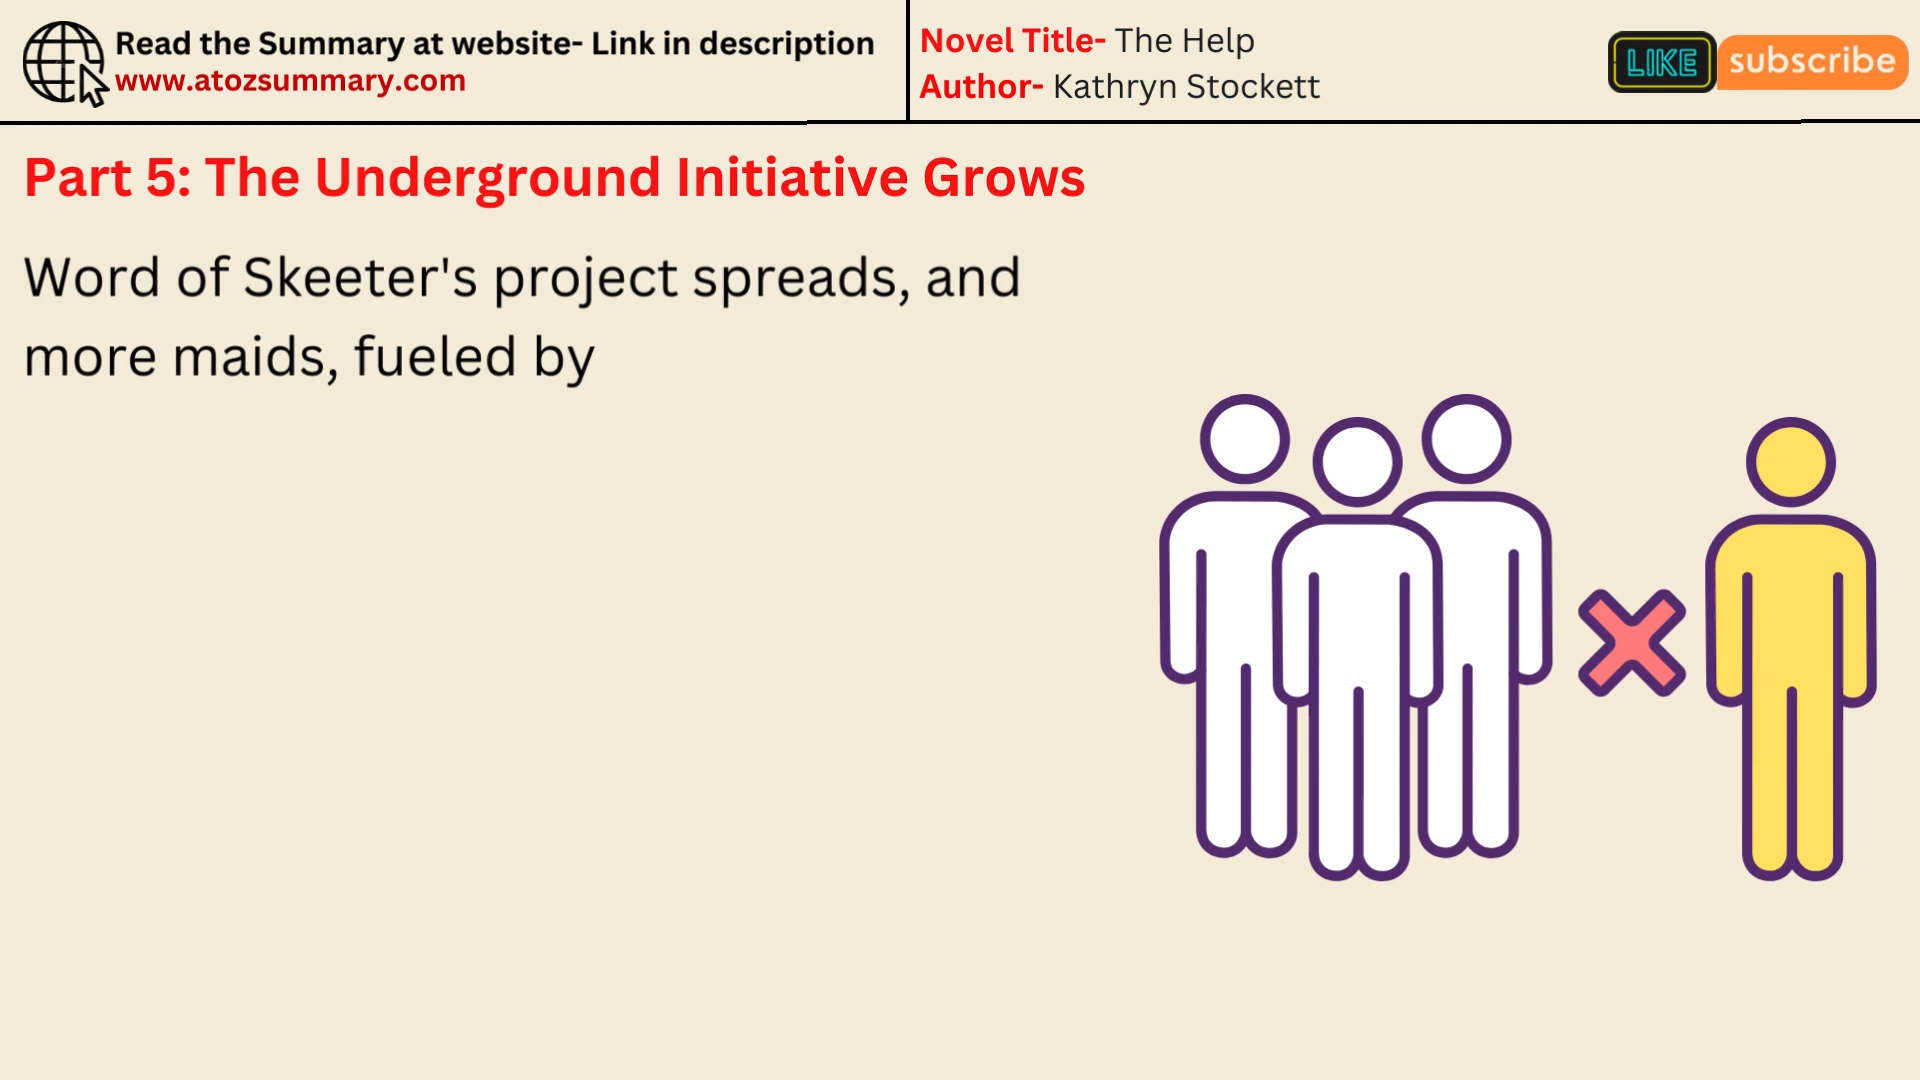 Read the Summary at website- Link in description
www.atozsummary.com
Novel Title- The Help
Author- Kathryn Stockett
LIKE
subscribe
Part 5: The Underground Initiative Grows
Word of Skeeter's project spreads, and
more maids, fueled by